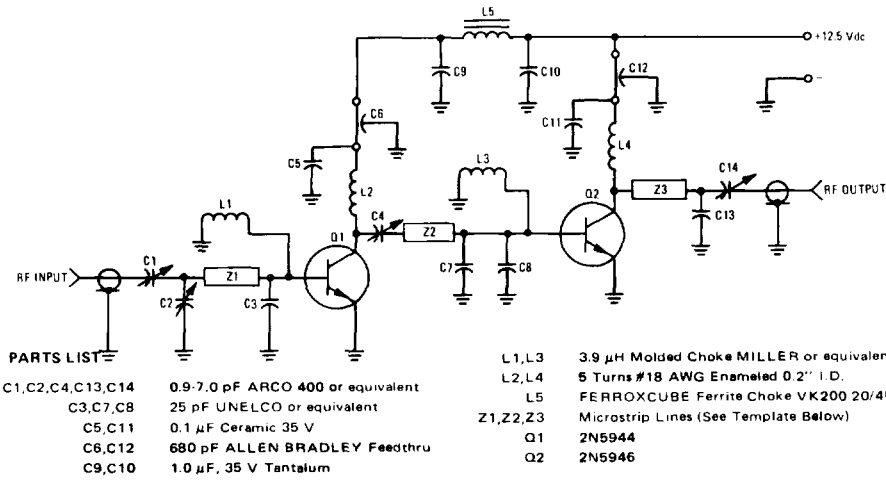 L5
+12.5 Vdc
C9
C10
C12
−
C6
C11
C5
L4
L3
L2
C14
L1
Q2
Z3
RF OUTPUT
C4
Q1
Z2
C13
C1
RF INPUT
Z1
C7
C8
C2
C3
PARTS LIST
C1,C2,C4,C13,C14 0.9-7.0 pF ARCO 400 or equivalent
C3,C7,C8 25 pF UNELCO or equivalent
C5,C11 0.1 μF Ceramic 35 V
C6,C12 680 pF ALLEN BRADLEY Feedthru
C9,C10 1.0 μF, 35 V Tantalum
L1,L3 3.9 μH Molded Choke MILLER or equivalen
L2,L4 5 Turns #18 AWG Enameled 0.2" I.D.
L5 FERROXCUBE Ferrite Choke VK200 20/4
Z1,Z2,Z3 Microstrip Lines (See Template Below)
Q1 2N5944
Q2 2N5946